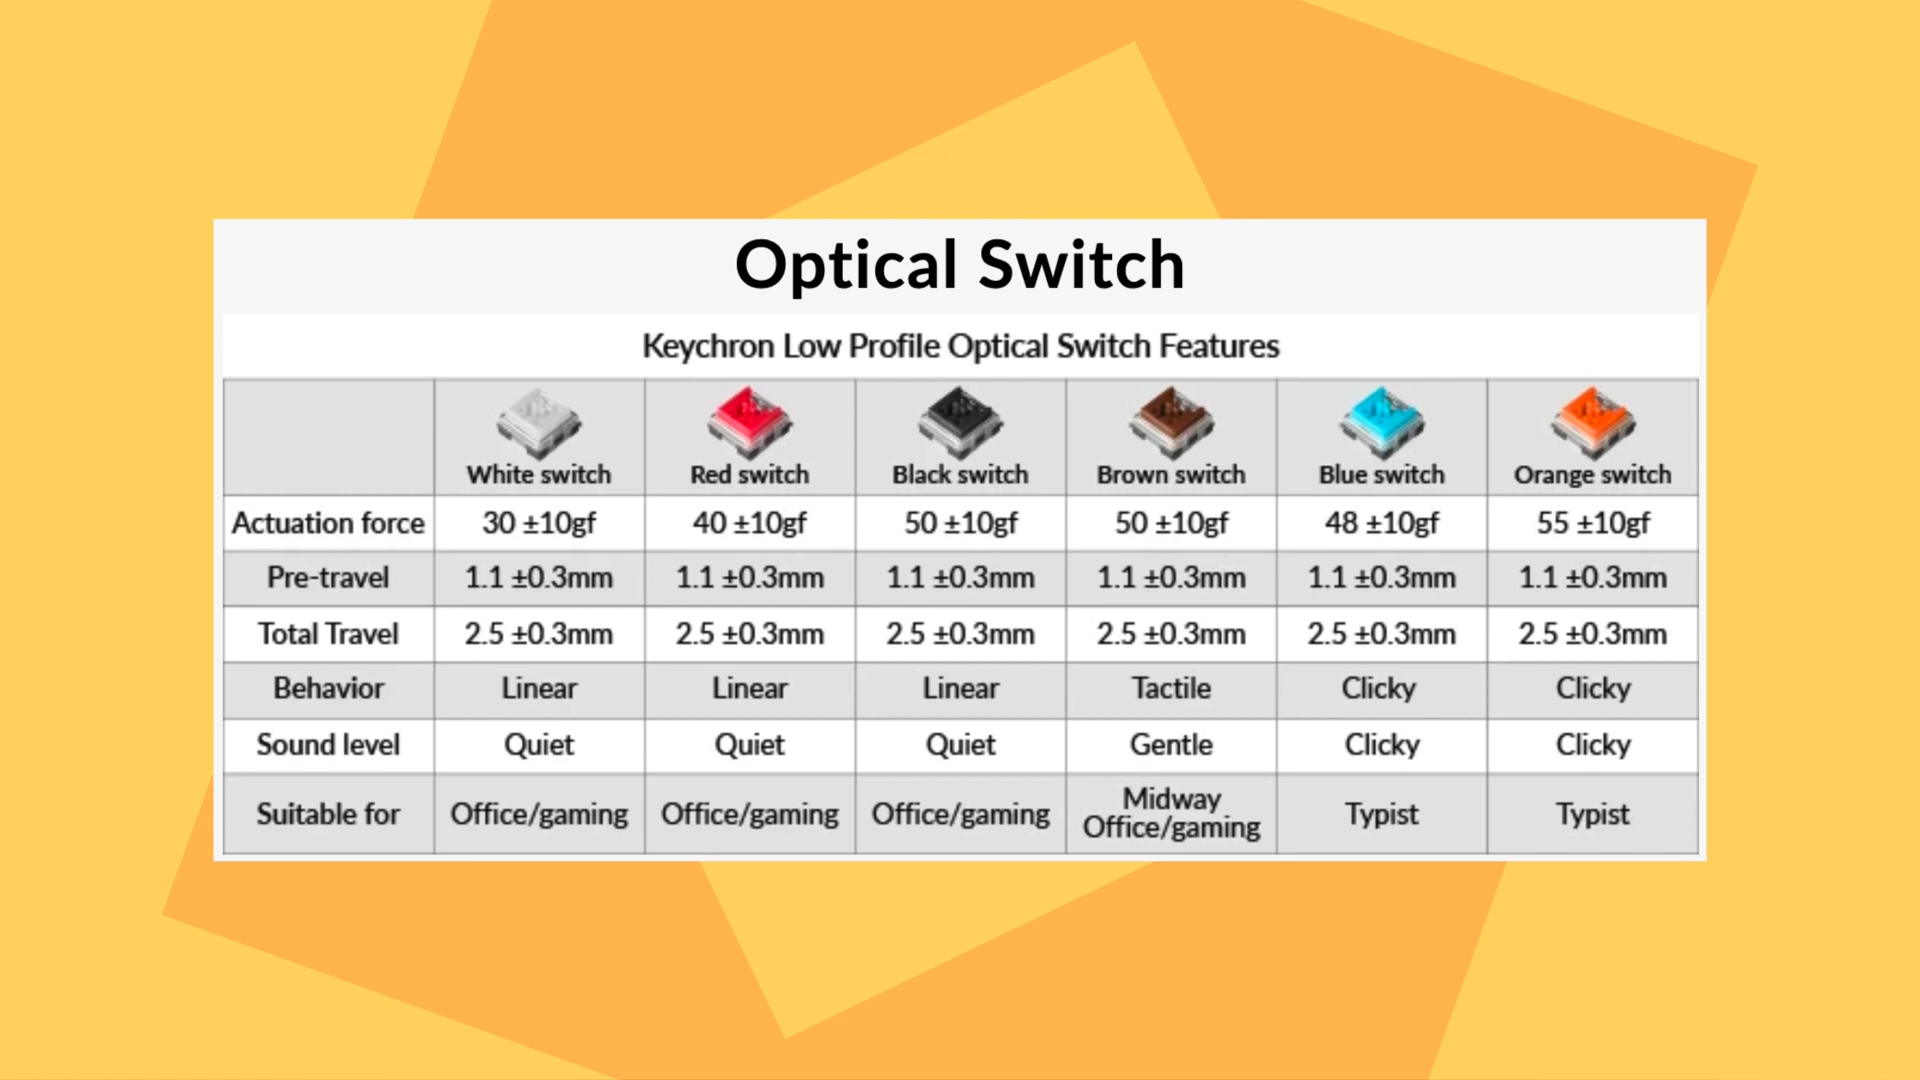 Optical Switch
Keychron Low Profile Optical Switch Features
White switch Red switch Black switch Brown switch Blue switch Orange switch
Actuation force 30 ±10gf 40 ±10gf 50 ±10gf 50 ±10gf 48 ±10gf 55 ±10gf
Pre-travel 1.1 ±0.3mm 1.1 ±0.3mm 1.1 ±0.3mm 1.1 ±0.3mm 1.1 ±0.3mm 1.1 ±0.3mm
Total Travel 2.5 ±0.3mm 2.5 ±0.3mm 2.5 ±0.3mm 2.5 ±0.3mm 2.5 ±0.3mm 2.5 ±0.3mm
Behavior Linear Linear Linear Tactile Clicky Clicky
Sound level Quiet Quiet Quiet Gentle Clicky Clicky
Suitable for Office/gaming Office/gaming Office/gaming Midway Office/gaming Typist Typist